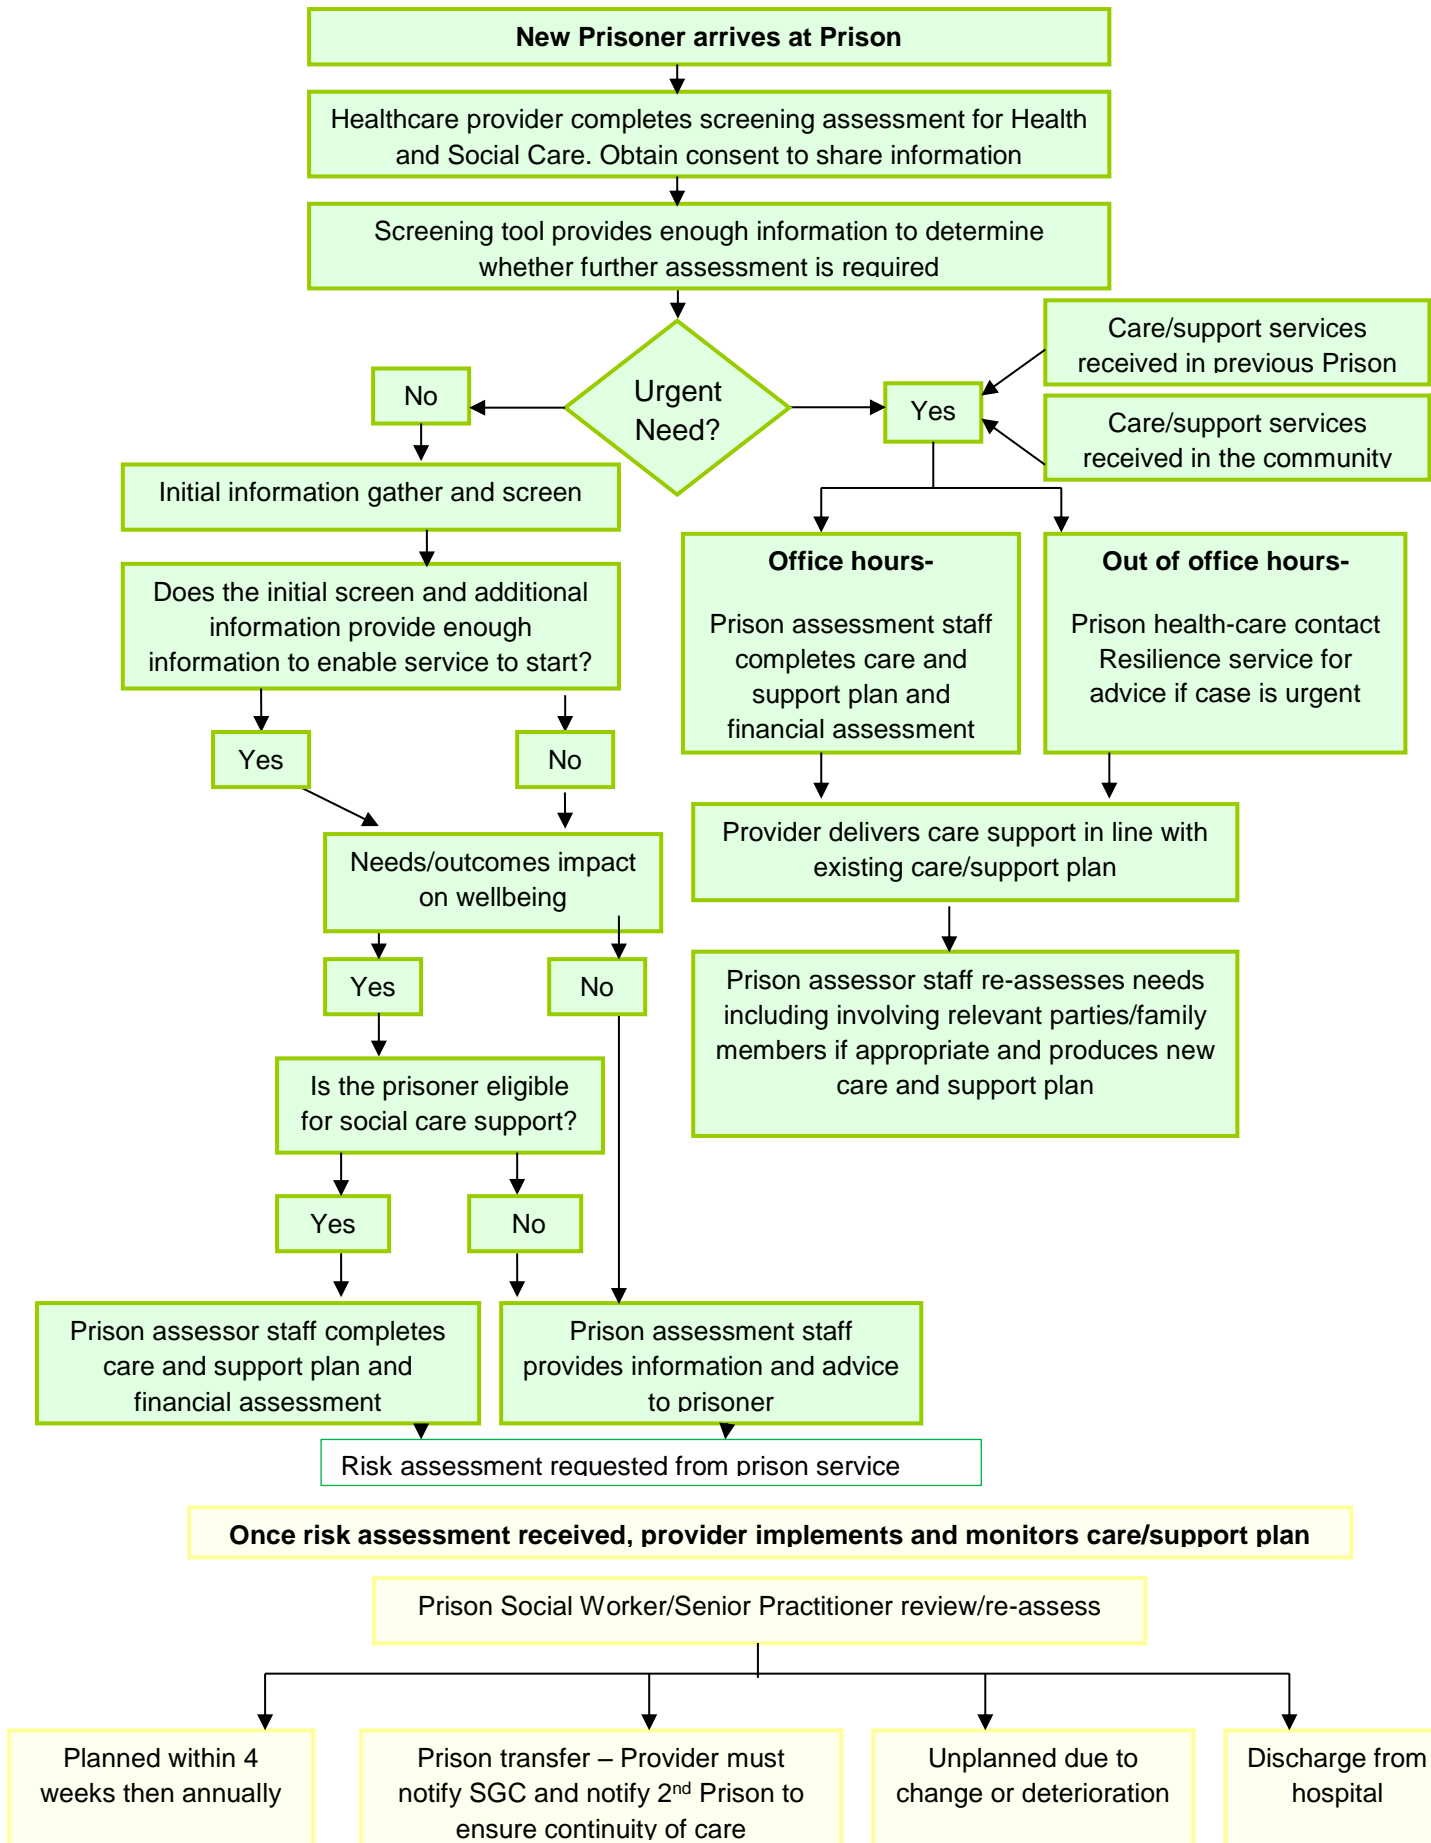 New Prisoner arrives at Prison
Healthcare provider completes screening assessment for Health
and Social Care. Obtain consent to share information
Screening tool provides enough information to determine
whether further assessment is required
Urgent
Need?
No
Yes
Care/support services
received in previous Prison
Care/support services
received in the community
Initial information gather and screen
Does the initial screen and additional
information provide enough
information to enable service to start?
Office hours-
Prison assessment staff
completes care and
support plan and
financial assessment
Out of office hours-
Prison health-care contact
Resilience service for
advice if case is urgent
Yes
No
Provider delivers care support in line with
existing care/support plan
Needs/outcomes impact
on wellbeing
Prison assessor staff re-assesses needs
including involving relevant parties/family
members if appropriate and produces new
care and support plan
Yes
No
Is the prisoner eligible
for social care support?
Yes
No
Prison assessor staff completes
care and support plan and
financial assessment
Prison assessment staff
provides information and advice
to prisoner
Risk assessment requested from prison service
Once risk assessment received, provider implements and monitors care/support plan
Prison Social Worker/Senior Practitioner review/re-assess
Planned within 4
weeks then annually
Prison transfer – Provider must
notify SGC and notify 2nd Prison to
ensure continuity of care
Unplanned due to
change or deterioration
Discharge from
hospital